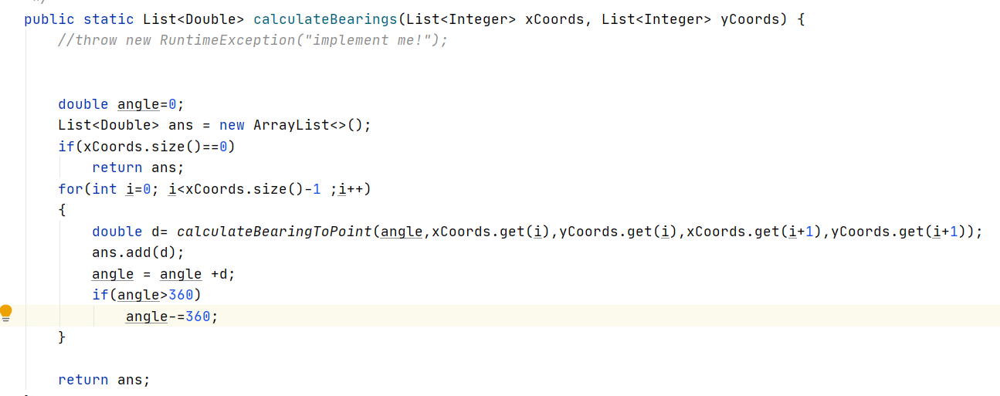 */
public static List<Double> calculateBearings(List<Integer> xCoords, List<Integer> yCoords) {
//throw new RuntimeException("implement me!");
double angle=0;
List<Double> ans = new ArrayList<>();
if(xCoords.size()==0)
return ans;
for(int i=0; i<xCoords.size()-1 ;i++)
{
double d= calculateBearingToPoint(angle,xCoords.get(i),yCoords.get(i),xCoords.get(i+1),yCoords.get(i+1));
ans.add(d);
angle = angle +d;
if(angle>360)
angle-=360;
}
return ans;